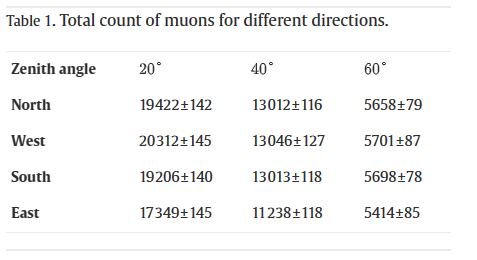 Table 1. Total count of muons for different directions.
Zenith angle 20° 40° 60°
North 19422±142 13012±116 5658±79
West 20312±145 13046±127 5701±87
South 19206±140 13013±118 5698±78
East 17349±145 11238±118 5414±85